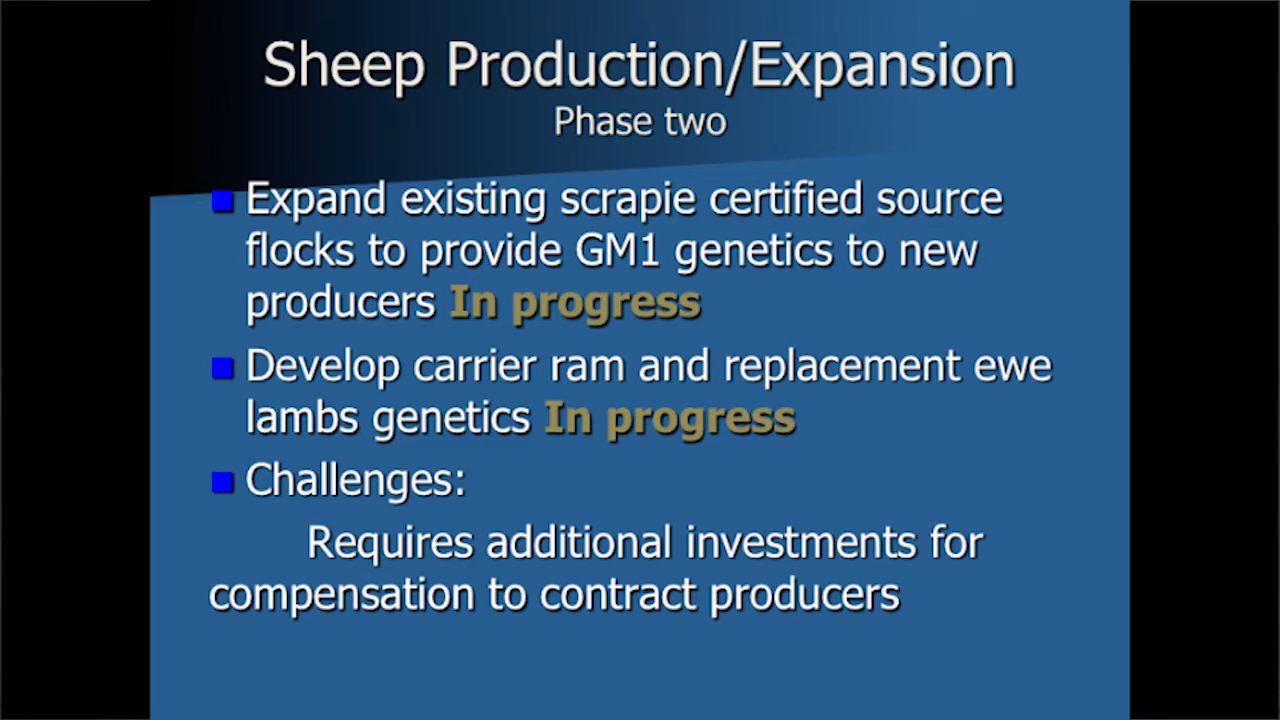 Sheep Production/Expansion
Phase two
Expand existing scrapie certified source
flocks to provide GM1 genetics to new
producers In progress
Develop carrier ram and replacement ewe
lambs genetics In progress
Challenges:
Requires additional investments for
compensation to contract producers